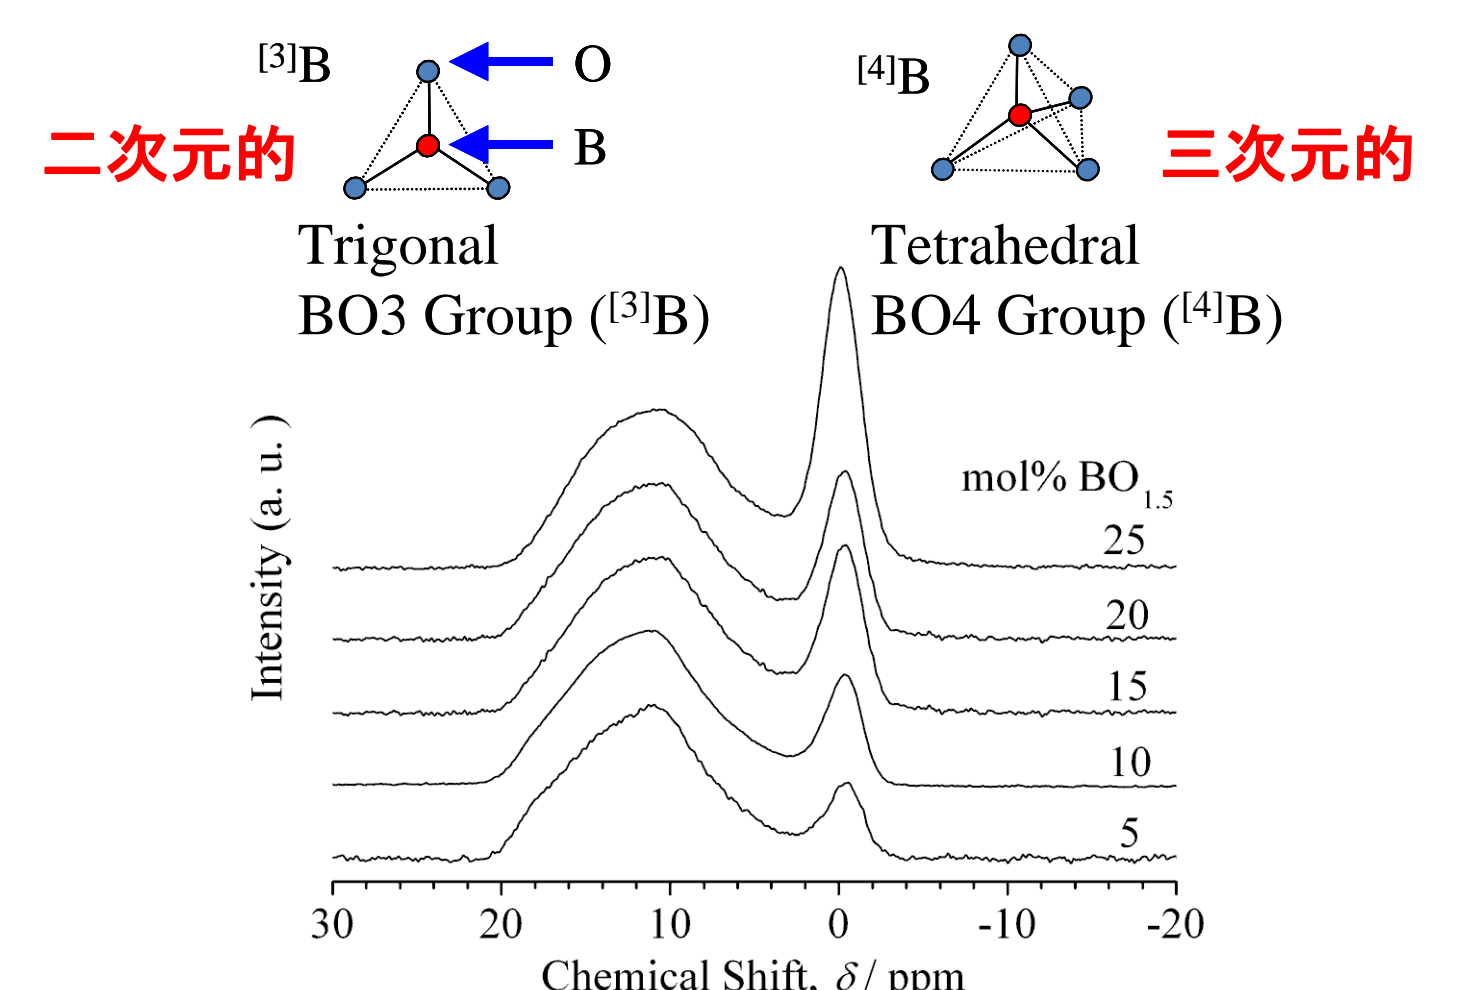 [3]B
O
B
二次元的
Trigonal
BO3 Group ([3]B)
[4]B
三次元的
Tetrahedral
BO4 Group ([4]B)
Intensity (a. u. )
mol% BO1.5
25
20
15
10
5
30 20 10 0 -10 -20
Chemical Shift, δ / ppm